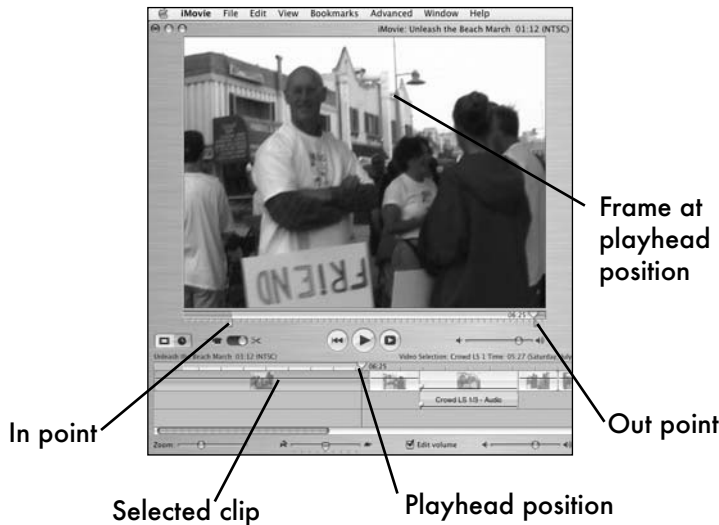 iMovie File Edit View Bookmarks Advanced Window Help
iMovie: Unleash the Beach March 01:12 (NTSC)
FRIEND
Frame at
playhead
position
06:25
Unleash the Beach March 01:12 (NTSC)
Video Selection: Crowd LS 1 Time: 05:27 (Saturday July
06:25
Crowd LS 1/3 - Audio
In point
Out point
Zoom:
Edit volume
Selected clip
Playhead position